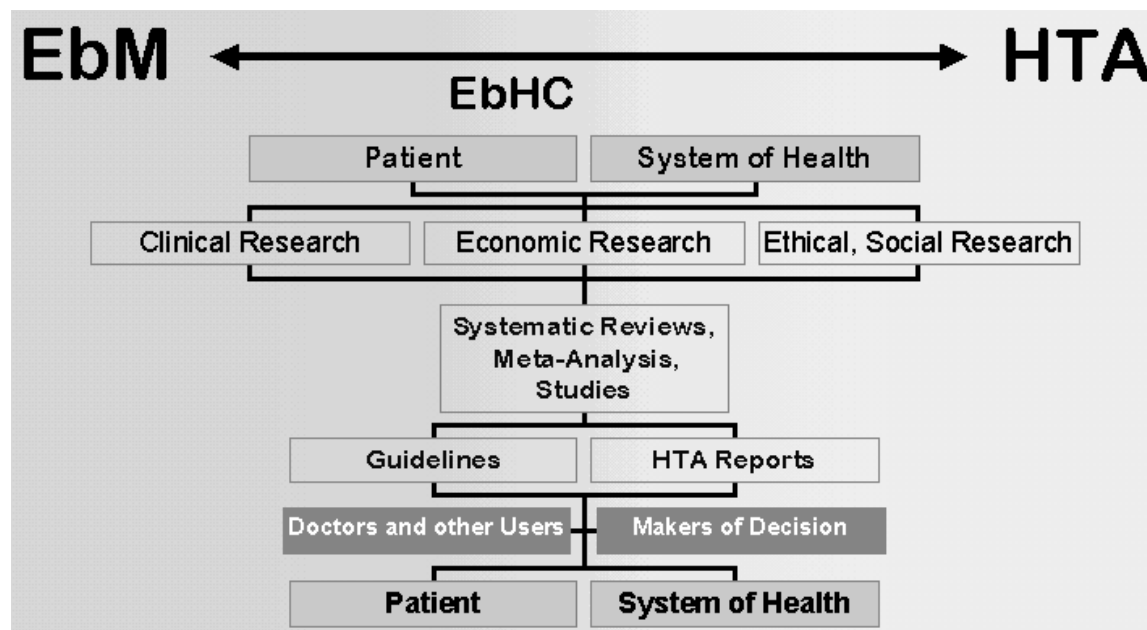 EbM
HTA
EbHC
Patient
System of Health
Clinical Research
Economic Research
Ethical, Social Research
Systematic Reviews,
Meta-Analysis,
Studies
Guidelines
HTA Reports
Doctors and other Users
Makers of Decision
Patient
System of Health